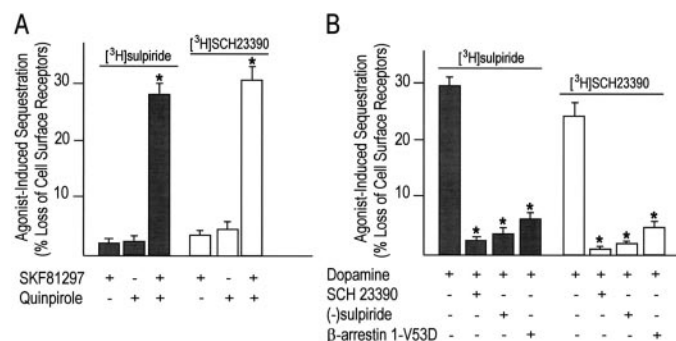 A
[³H]SCH23390
[³H]sulpiride
Agonist-Induced Sequestration
(% Loss of Cell Surface Receptors)
30
20
10
* *
SKF81297 + - + + - +
Quinpirole - + + - + +
B
[³H]sulpiride
[³H]SCH23390
Agonist-Induced Sequestration
(% Loss of Cell Surface Receptors)
30
20
10
* * * * * *
Dopamine + + + + + + + +
SCH 23390 - + - - - + - -
(-)sulpiride - - + - - - + -
β-arrestin 1-V53D - - - + - - - +